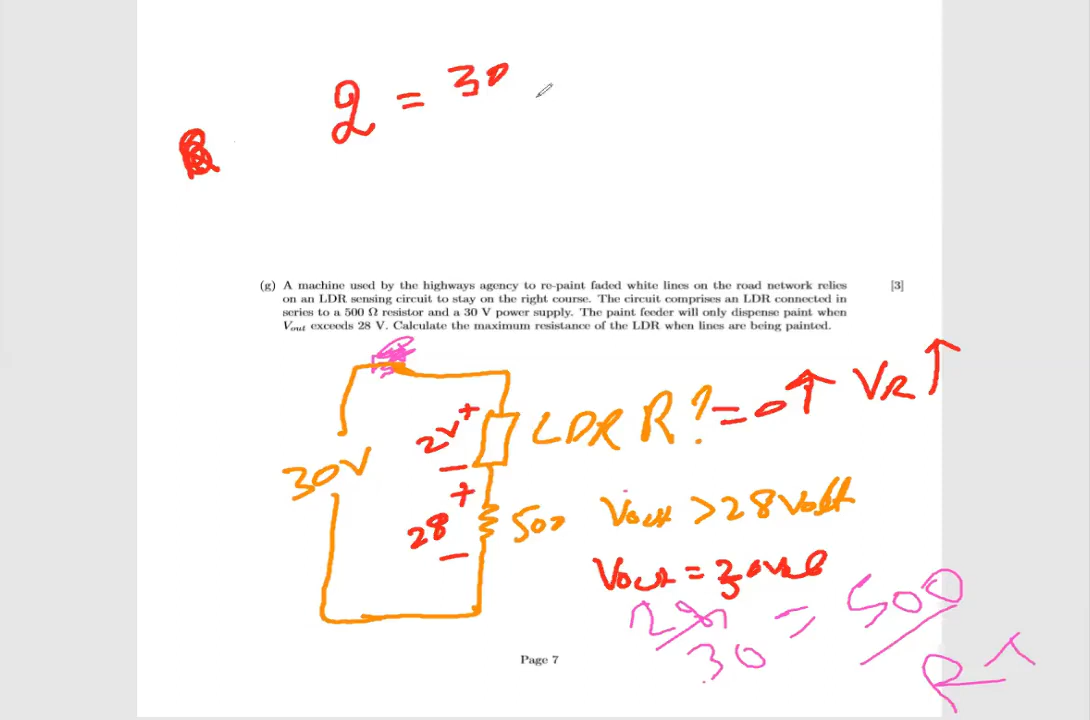 2 = 30
(g) A machine used by the highways agency to re-paint faded white lines on the road network relies [3]
on an LDR sensing circuit to stay on the right course. The circuit comprises an LDR connected in
series to a 500 Ω resistor and a 30 V power supply. The paint feeder will only dispense paint when
Vout exceeds 28 V. Calculate the maximum resistance of the LDR when lines are being painted.
VR ↑
2V +
LDR R? = 0 ↑
−
30V
+
28
500
Vout > 28 Volt
−
Vout =
28/30 = 500/RT
Page 7